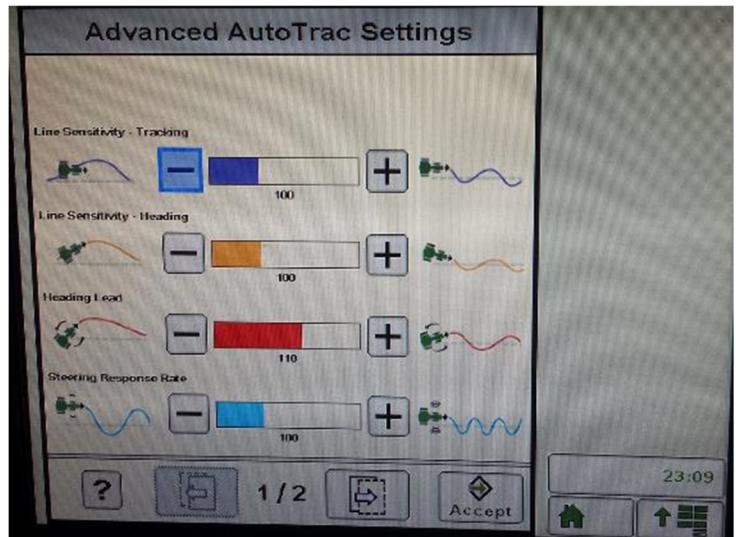 Advanced AutoTrac Settings
Line Sensitivity - Tracking
100
Line Sensitivity - Heading
100
Heading Lead
110
Steering Response Rate
100
?
1/2
Accept
23:09